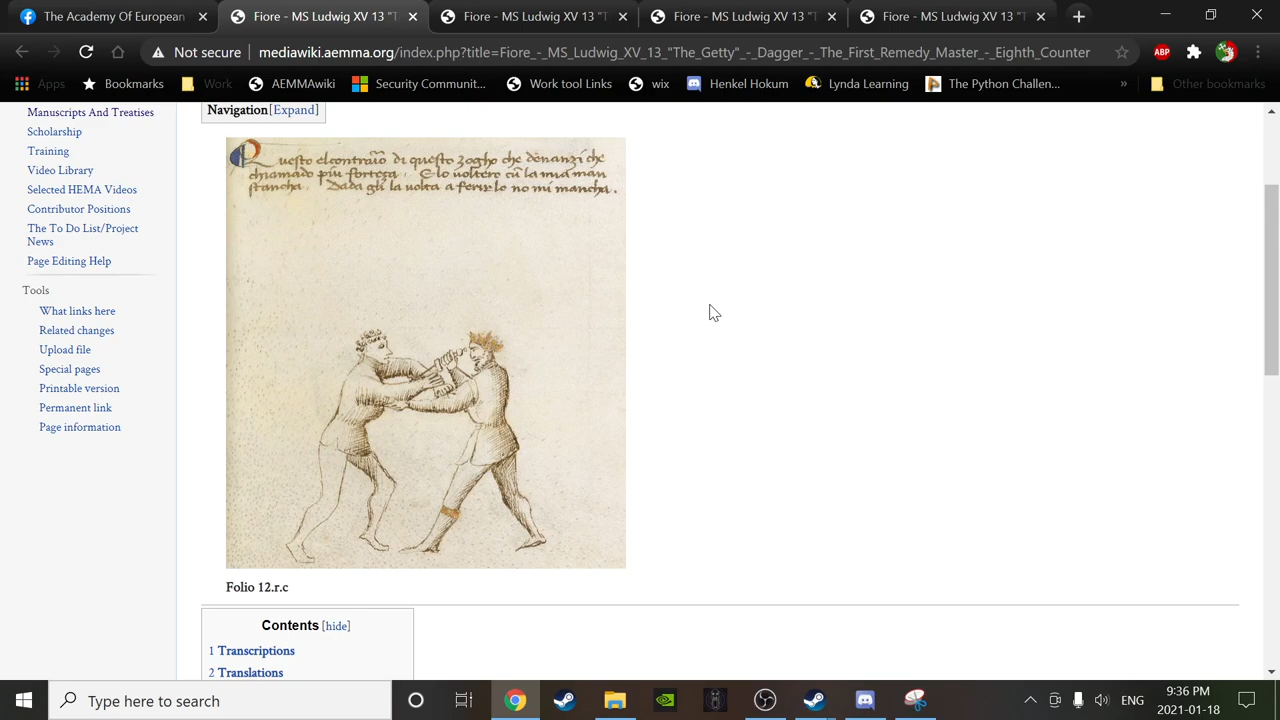 The Academy Of European
Fiore - MS Ludwig XV 13 "T
Fiore - MS Ludwig XV 13 "T
Fiore - MS Ludwig XV 13 "T
Fiore - MS Ludwig XV 13 "T
Not secure
mediawiki.aemma.org/index.php?title=Fiore_-_MS_Ludwig_XV_13_"The_Getty"_-_Dagger_-_The_First_Remedy_Master_-_Eighth_Counter
ABP
Apps
Bookmarks
Work
AEMMAwiki
Security Communit...
Work tool Links
wix
Henkel Hokum
Lynda Learning
The Python Challen...
»
Other bookmarks
Manuscripts And Treatises
Scholarship
Training
Video Library
Selected HEMA Videos
Contributor Positions
The To Do List/Project
News
Page Editing Help
Tools
What links here
Related changes
Upload file
Special pages
Printable version
Permanent link
Page information
Navigation[Expand]
Questo elcontrario di questo zogho che denanzi che
chiamado piu forteza. E lo voltero cu la mia man
stancha. Dada gli la volta a ferirlo no mi mancha.
Folio 12.r.c
Contents [hide]
1 Transcriptions
2 Translations
Type here to search
ENG
9:36 PM
2021-01-18